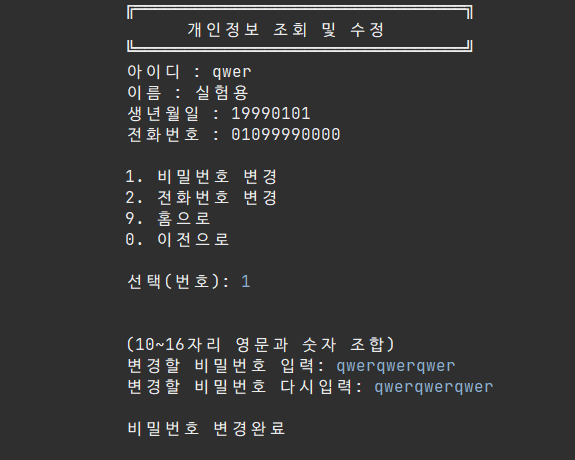 개인정보 조회 및 수정
아이디 : qwer
이름 : 실험용
생년월일 : 19990101
전화번호 : 01099990000
1. 비밀번호 변경
2. 전화번호 변경
9. 홈으로
0. 이전으로
선택(번호): 1
(10~16자리 영문과 숫자 조합)
변경할 비밀번호 입력: qwerqwerqwer
변경할 비밀번호 다시입력: qwerqwerqwer
비밀번호 변경완료